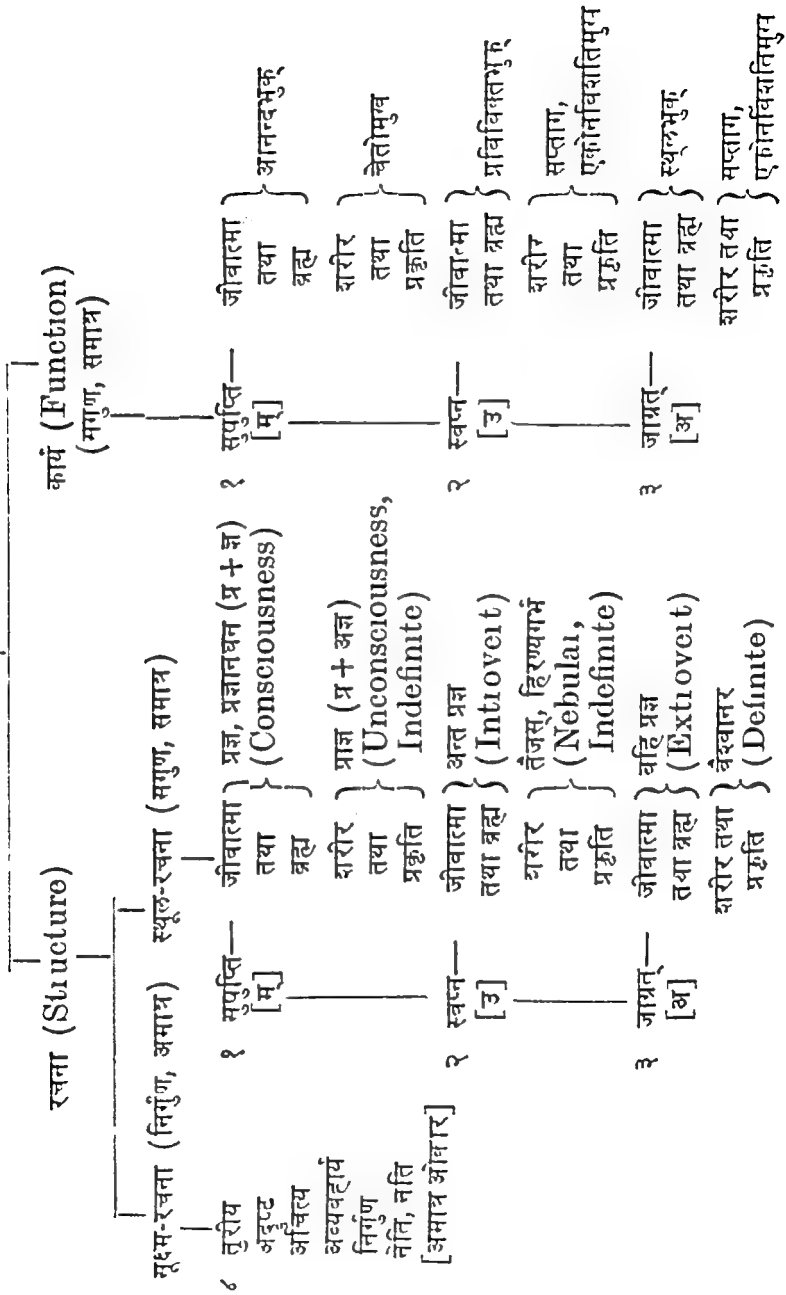 रचना (Structure)
कार्य (Function)
(सगुण, समात्र)
सूक्ष्म-रचना (निर्गुण, अमात्र)
स्थूल-रचना (सगुण, समात्र)
४ तुरीय
अदृष्ट
अचिंत्य
अव्यवहार्य
निर्गुण
नेति, नेति
[अमात्र ओंकार]
१ सुषुप्ति—
[म्]
जीवात्मा
तथा
ब्रह्म
प्रज्ञ, प्रज्ञानघन (प्र + ज्ञ)
(Consciousness)
शरीर
तथा
प्रकृति
प्राज्ञ (प्र + अज्ञ)
(Unconsciousness,
Indefinite)
२ स्वप्न—
[उ]
जीवात्मा
तथा ब्रह्म
अन्त प्रज्ञ
(Introvert)
शरीर
तथा
प्रकृति
तैजस्, हिरण्यगर्भ
(Nebular,
Indefinite)
३ जाग्रत्—
[अ]
जीवात्मा
तथा ब्रह्म
वहि प्रज्ञ
(Extrovert)
शरीर तथा
प्रकृति
वैश्वानर
(Definite)
१ सुषुप्ति—
[म्]
जीवात्मा
तथा
ब्रह्म
आनन्दभुक्
शरीर
तथा
प्रकृति
चेतोमुख
२ स्वप्न—
[उ]
जीवात्मा
तथा ब्रह्म
प्रविविक्तभुक्
शरीर
तथा
प्रकृति
सप्ताग,
एकोनविंशतिमुख
३ जाग्रत्—
[अ]
जीवात्मा
तथा ब्रह्म
स्थूलभुक्
शरीर तथा
प्रकृति
सप्ताग,
एकोनविंशतिमुख